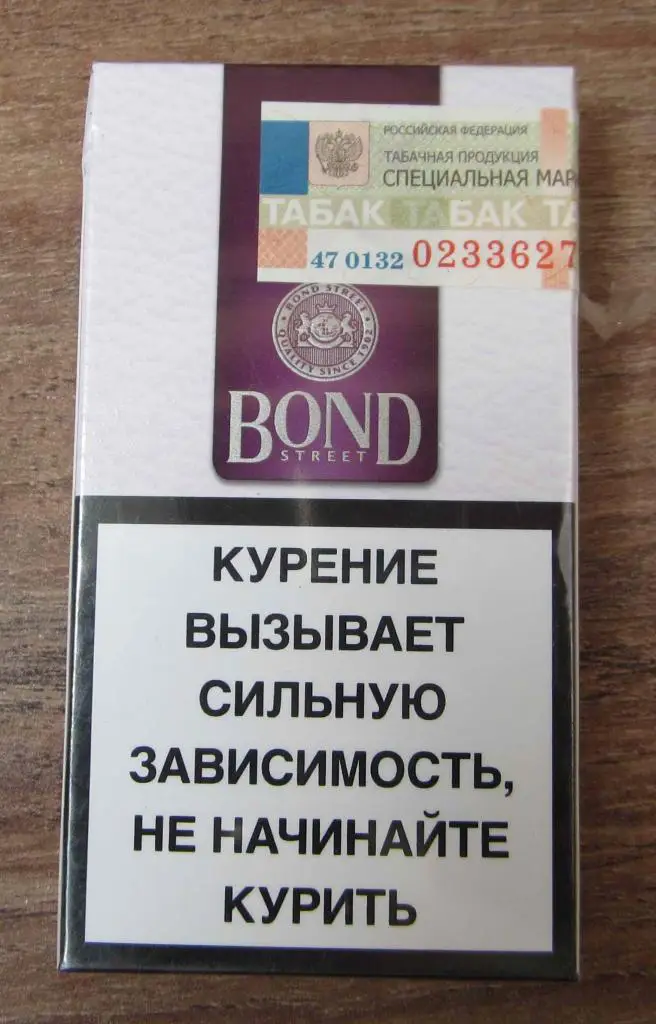 РОССИЙСКАЯ ФЕДЕРАЦИЯ
ТАБАЧНАЯ ПРОДУКЦИЯ
СПЕЦИАЛЬНАЯ МАР
ТАБАК ТАБАК ТА
47 0132 0233627
BOND STREET
QUALITY SINCE 1902
BOND
STREET
КУРЕНИЕ
ВЫЗЫВАЕТ
СИЛЬНУЮ
ЗАВИСИМОСТЬ,
НЕ НАЧИНАЙТЕ
КУРИТЬ